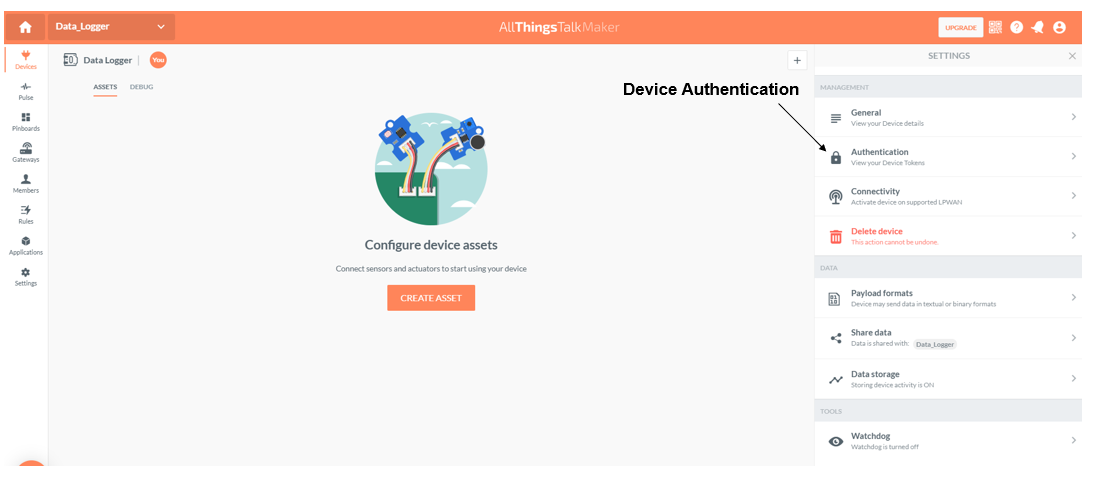 Data_Logger
AllThingsTalkMaker
UPGRADE
Devices
Pulse
Pinboards
Gateways
Members
Rules
Applications
Settings
Data Logger
You
ASSETS
DEBUG
Configure device assets
Connect sensors and actuators to start using your device
CREATE ASSET
Device Authentication
SETTINGS
MANAGEMENT
General
View your Device details
Authentication
View your Device Tokens
Connectivity
Activate device on supported LPWAN
Delete device
This action cannot be undone.
DATA
Payload formats
Device may send data in textual or binary formats
Share data
Data is shared with: Data_Logger
Data storage
Storing device activity is ON
TOOLS
Watchdog
Watchdog is turned off